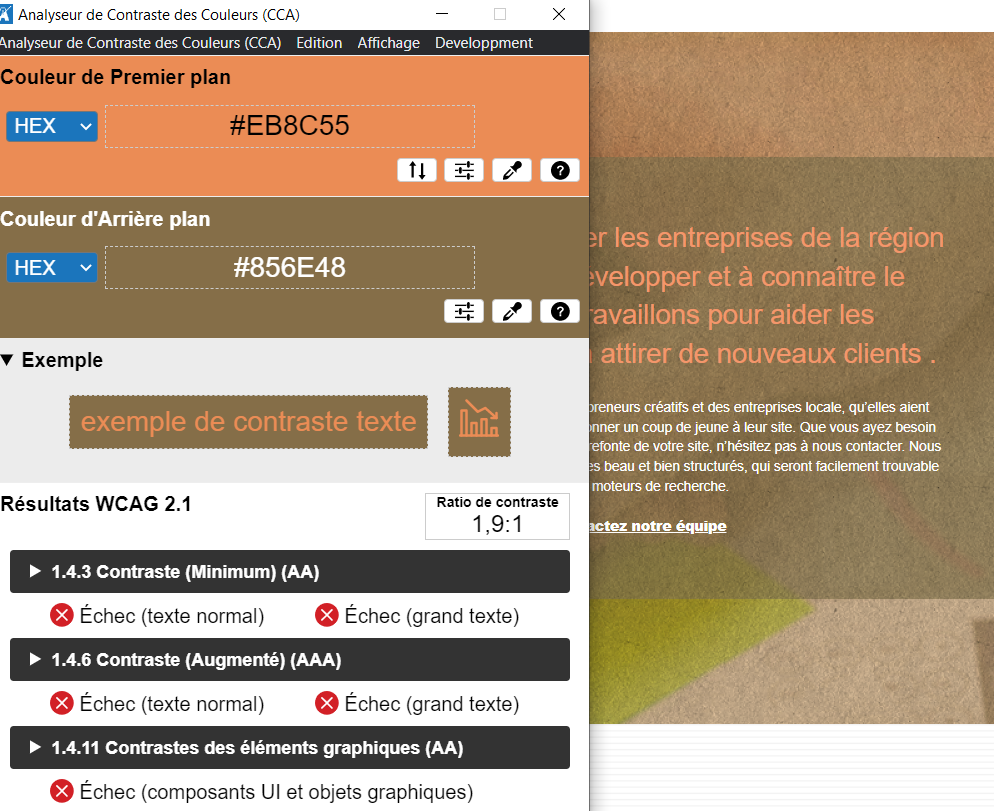 Analyseur de Contraste des Couleurs (CCA)
Analyseur de Contraste des Couleurs (CCA) Edition Affichage Developpment
Couleur de Premier plan
HEX #EB8C55
?
Couleur d'Arrière plan
HEX #856E48
?
Exemple
exemple de contraste texte
Résultats WCAG 2.1
Ratio de contraste
1,9:1
1.4.3 Contraste (Minimum) (AA)
Échec (texte normal) Échec (grand texte)
1.4.6 Contraste (Augmenté) (AAA)
Échec (texte normal) Échec (grand texte)
1.4.11 Contrastes des éléments graphiques (AA)
Échec (composants UI et objets graphiques)
er les entreprises de la région
évelopper et à connaître le
ravaillons pour aider les
attirer de nouveaux clients .
preneurs créatifs et des entreprises locale, qu'elles aient
onner un coup de jeune à leur site. Que vous ayez besoin
refonte de votre site, n'hésitez pas à nous contacter. Nous
es beau et bien structurés, qui seront facilement trouvable
moteurs de recherche.
actez notre équipe